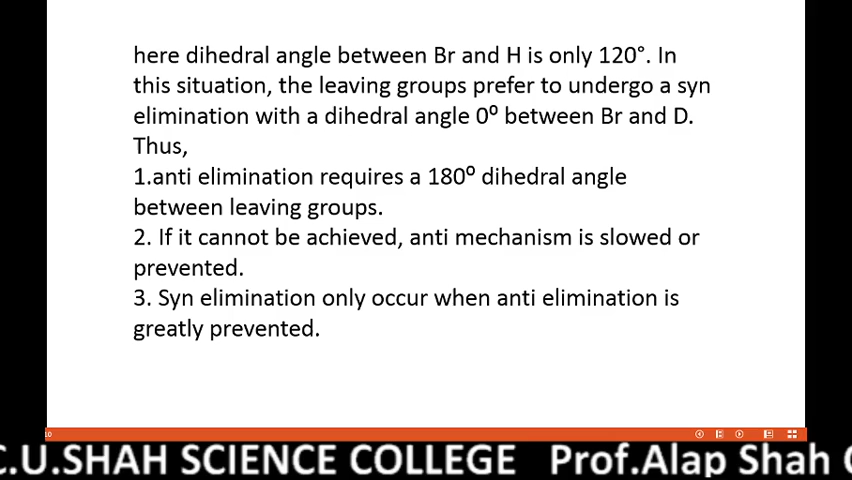 here dihedral angle between Br and H is only 120°. In
this situation, the leaving groups prefer to undergo a syn
elimination with a dihedral angle 0⁰ between Br and D.
Thus,
1.anti elimination requires a 180⁰ dihedral angle
between leaving groups.
2. If it cannot be achieved, anti mechanism is slowed or
prevented.
3. Syn elimination only occur when anti elimination is
greatly prevented.
10
C.U.SHAH SCIENCE COLLEGE Prof.Alap Shah